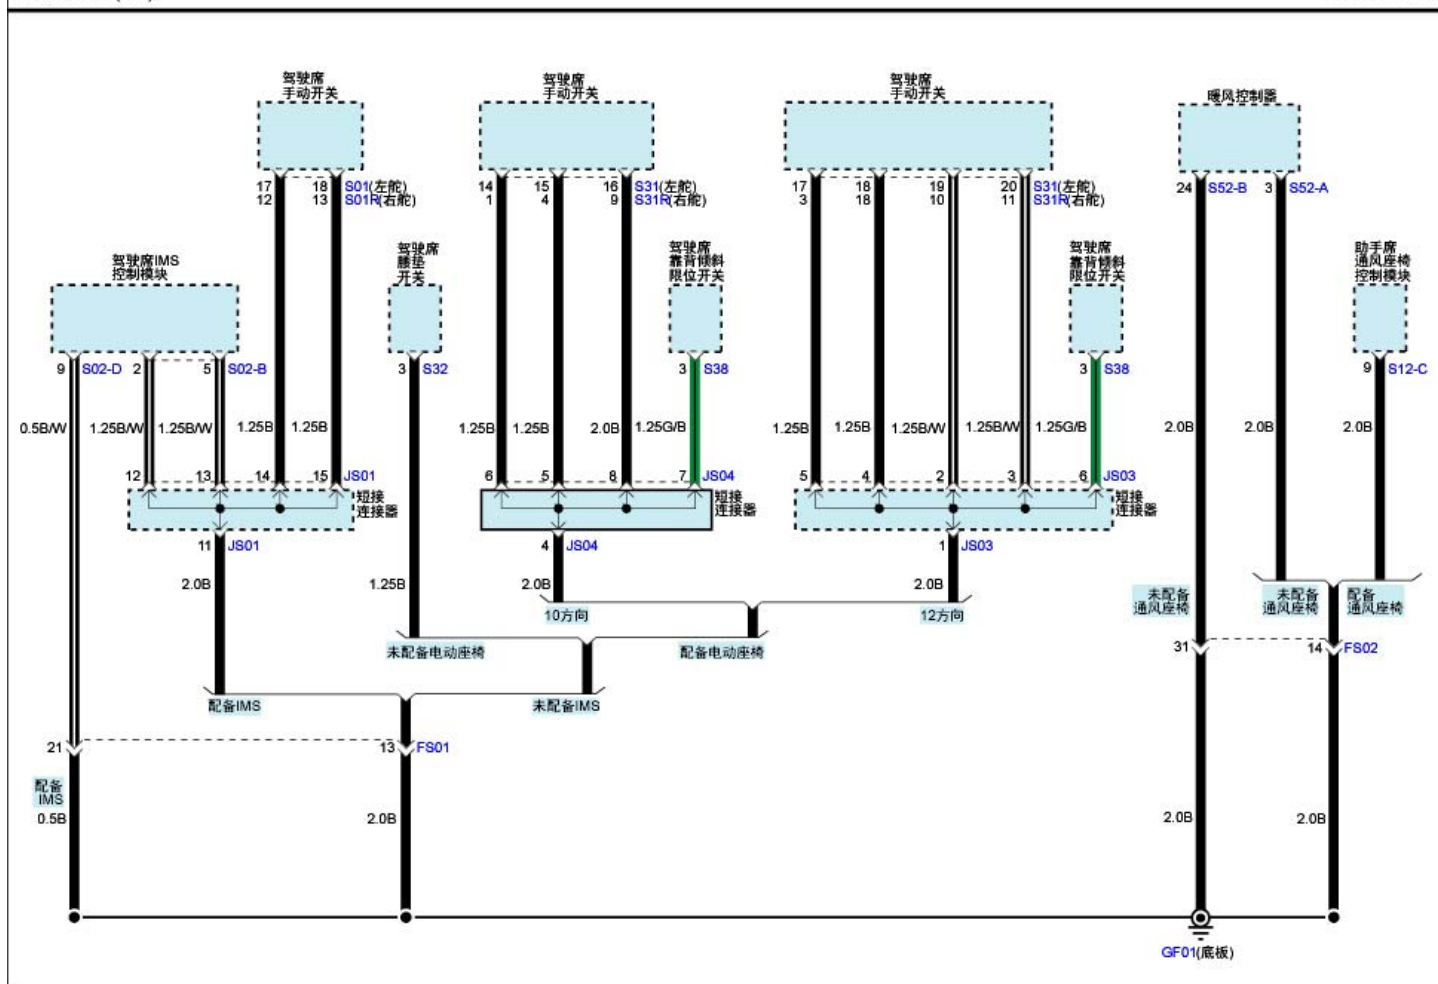 驾驶席
手动开关
驾驶席
手动开关
驾驶席
手动开关
暖风控制器
17 18 S01(左舵)
12 13 S01R(右舵)
14 15 16 S31(左舵)
1 4 9 S31R(右舵)
17 18 19 20 S31(左舵)
3 18 10 11 S31R(右舵)
24 S52-B 3 S52-A
驾驶席IMS
控制模块
驾驶席
腰垫
开关
驾驶席
靠背倾斜
限位开关
驾驶席
靠背倾斜
限位开关
助手席
通风座椅
控制模块
9 S02-D 2 5 S02-B
3 S32
3 S38
3 S38
9 S12-C
0.5B/W 1.25B/W 1.25B/W 1.25B 1.25B
1.25B 1.25B 2.0B 1.25G/B
1.25B 1.25B 1.25B/W 1.25B/W 1.25G/B
2.0B 2.0B 2.0B
12 13 14 15 JS01
6 5 8 7 JS04
5 4 2 3 6 JS03
短接
连接器
短接
连接器
短接
连接器
11 JS01
4 JS04
1 JS03
2.0B 1.25B 2.0B 2.0B
10方向
12方向
未配备
通风座椅
未配备
通风座椅
配备
通风座椅
未配备电动座椅
配备电动座椅
31 14 FS02
配备IMS
未配备IMS
21 13 FS01
配备
IMS
0.5B 2.0B 2.0B 2.0B
GF01(底板)